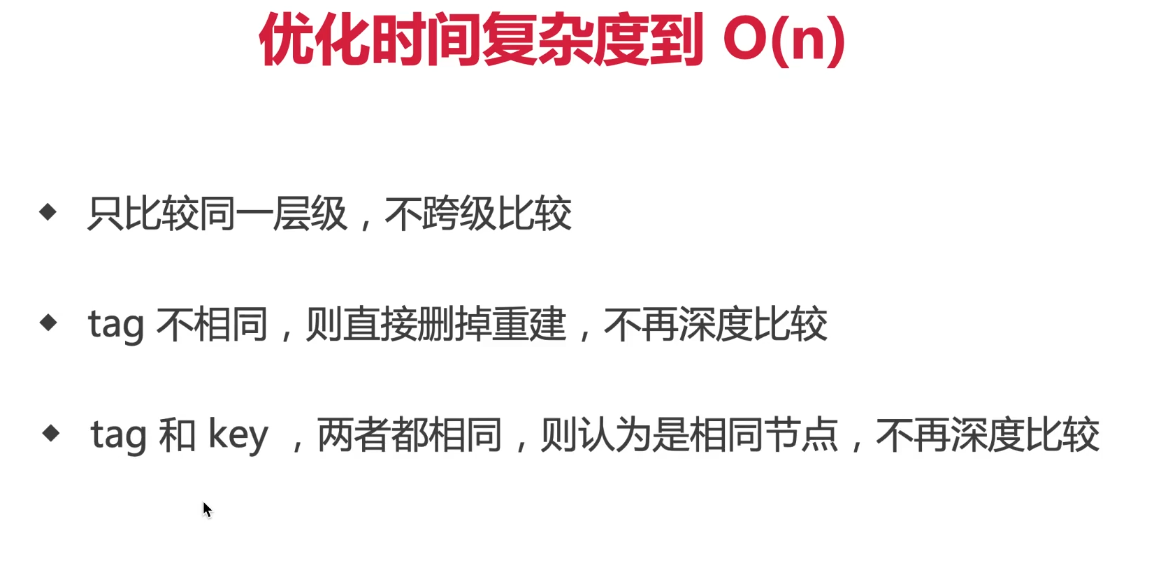 优化时间复杂度到 O(n)
只比较同一层级，不跨级比较
tag 不相同，则直接删掉重建，不再深度比较
tag 和 key ，两者都相同，则认为是相同节点，不再深度比较